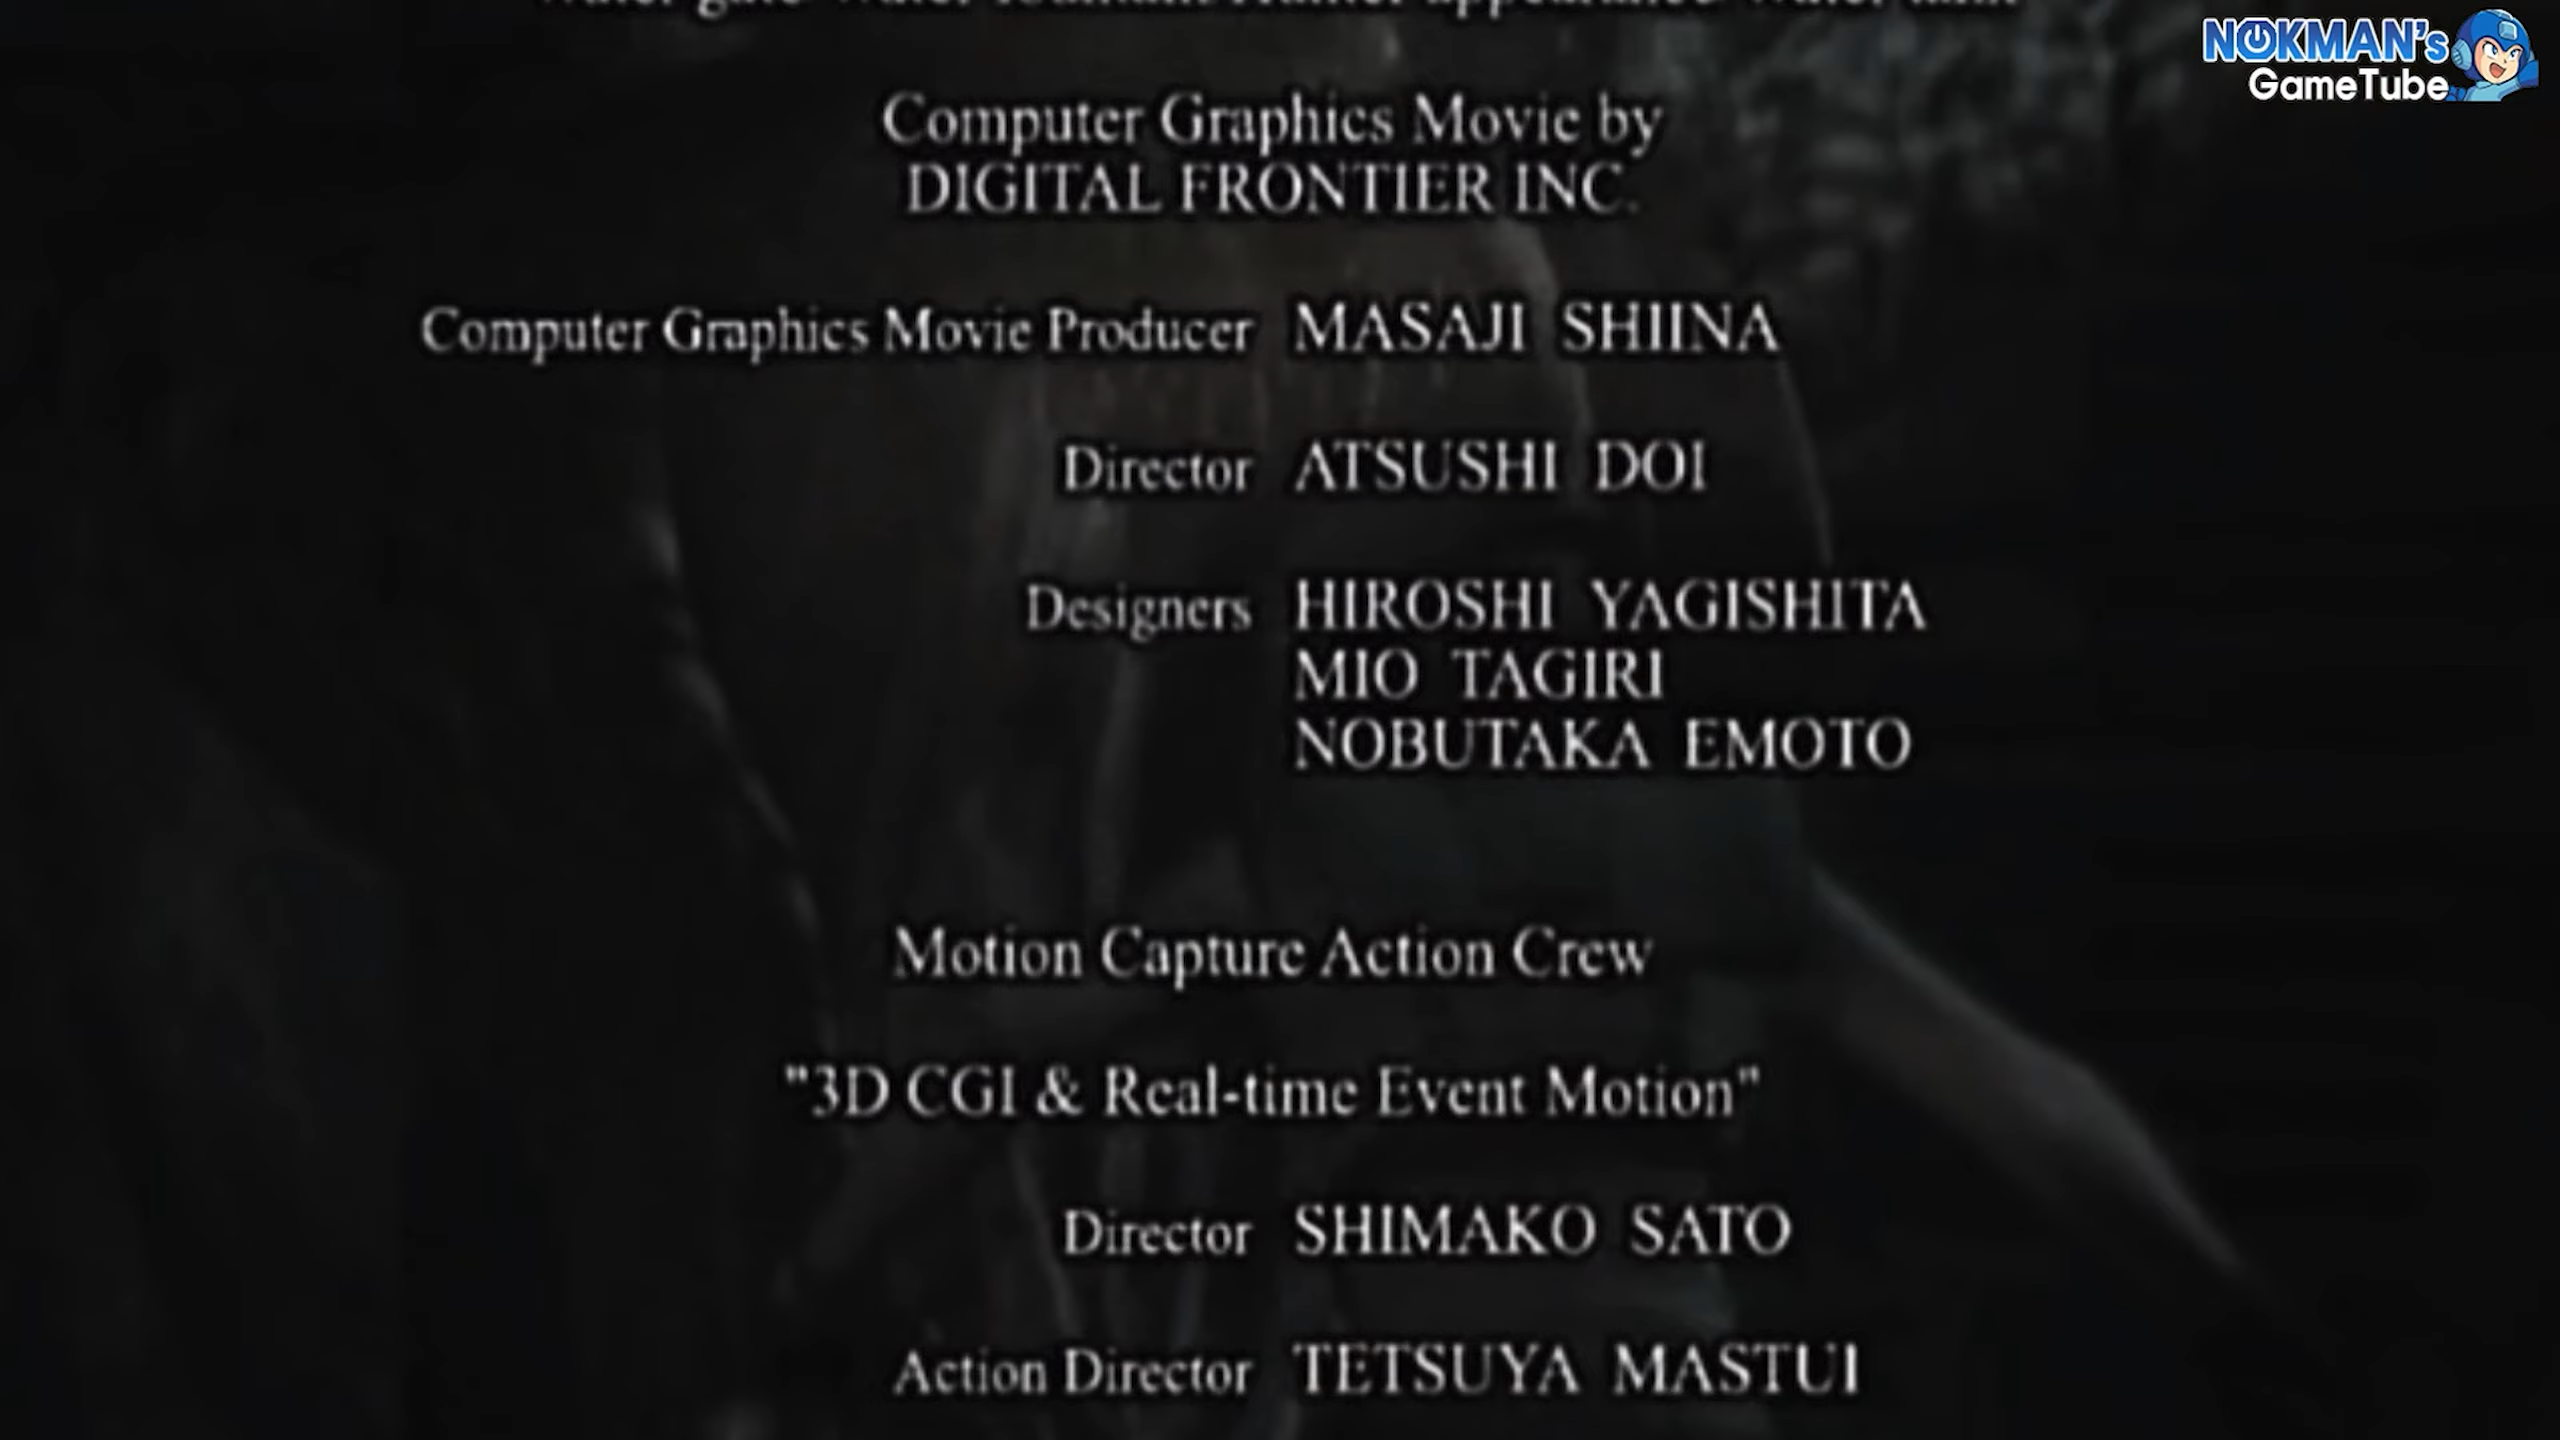 NOKMAN's
GameTube
Computer Graphics Movie by
DIGITAL FRONTIER INC.
Computer Graphics Movie Producer MASAJI SHIINA
Director ATSUSHI DOI
Designers HIROSHI YAGISHITA
MIO TAGIRI
NOBUTAKA EMOTO
Motion Capture Action Crew
"3D CGI & Real-time Event Motion"
Director SHIMAKO SATO
Action Director TETSUYA MASTUI